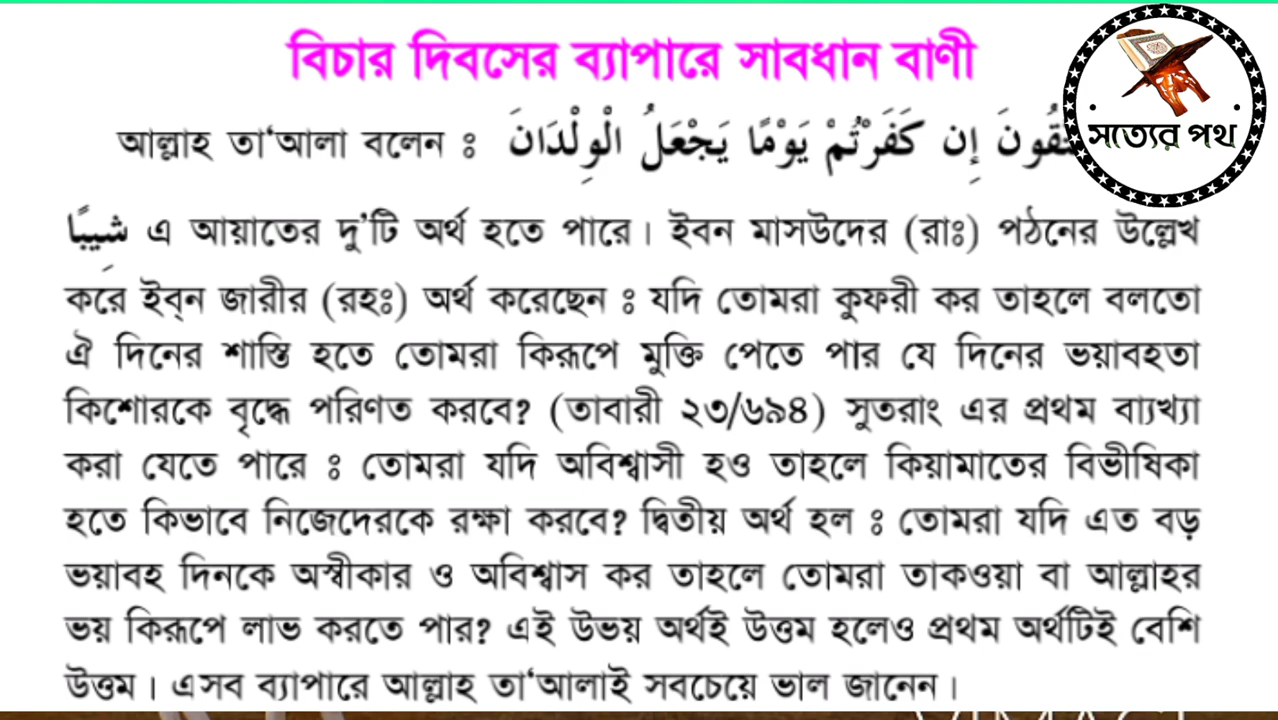 বিচার দিবসের ব্যাপারে সাবধান বাণী
সত্যের পথ
আল্লাহ তা‘আলা বলেন ঃ إِن كَفَرْتُمْ يَوْمًا يَجْعَلُ الْوِلْدَانَ
شِيبًا এ আয়াতের দু’টি অর্থ হতে পারে। ইবন মাসউদের (রাঃ) পঠনের উল্লেখ
করে ইব্‌ন জারীর (রহঃ) অর্থ করেছেন ঃ যদি তোমরা কুফরী কর তাহলে বলতো
ঐ দিনের শাস্তি হতে তোমরা কিরূপে মুক্তি পেতে পার যে দিনের ভয়াবহতা
কিশোরকে বৃদ্ধে পরিণত করবে? (তাবারী ২৩/৬৯৪) সুতরাং এর প্রথম ব্যখ্যা
করা যেতে পারে ঃ তোমরা যদি অবিশ্বাসী হও তাহলে কিয়ামাতের বিভীষিকা
হতে কিভাবে নিজেদেরকে রক্ষা করবে? দ্বিতীয় অর্থ হল ঃ তোমরা যদি এত বড়
ভয়াবহ দিনকে অস্বীকার ও অবিশ্বাস কর তাহলে তোমরা তাকওয়া বা আল্লাহর
ভয় কিরূপে লাভ করতে পার? এই উভয় অর্থই উত্তম হলেও প্রথম অর্থটিই বেশি
উত্তম। এসব ব্যাপারে আল্লাহ তা‘আলাই সবচেয়ে ভাল জানেন।